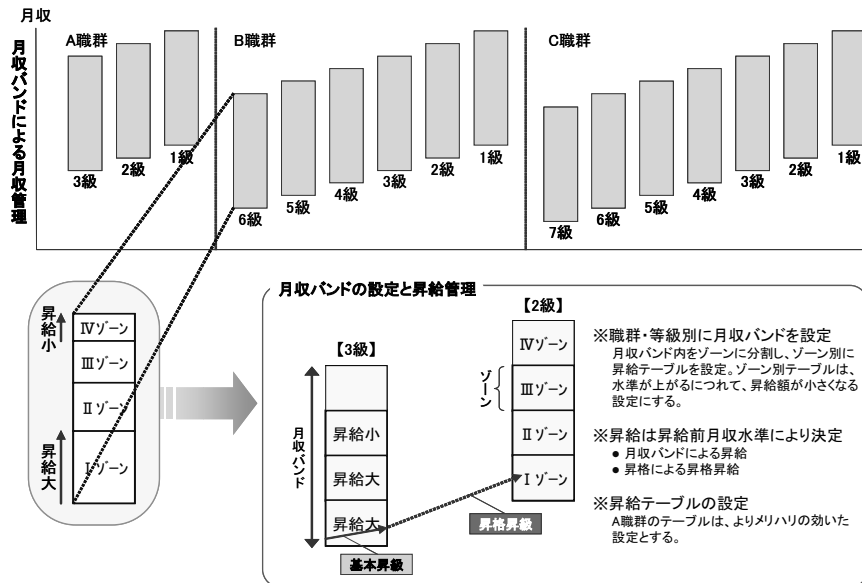 月収
月収バンドによる月収管理
A職群
B職群
C職群
3級
2級
1級
6級
5級
4級
3級
2級
1級
7級
6級
5級
4級
3級
2級
1級
昇給小
昇給大
Ⅳゾーン
Ⅲゾーン
Ⅱゾーン
Ⅰゾーン
月収バンドの設定と昇給管理
【3級】
【2級】
月収バンド
昇給小
昇給大
昇給大
基本昇級
昇格昇級
ゾーン
Ⅳゾーン
Ⅲゾーン
Ⅱゾーン
Ⅰゾーン
※職群・等級別に月収バンドを設定
月収バンド内をゾーンに分割し、ゾーン別に
昇給テーブルを設定。ゾーン別テーブルは、
水準が上がるにつれて、昇給額が小さくなる
設定にする。
※昇給は昇給前月収水準により決定
● 月収バンドによる昇給
● 昇格による昇格昇給
※昇給テーブルの設定
A職群のテーブルは、よりメリハリの効いた
設定とする。